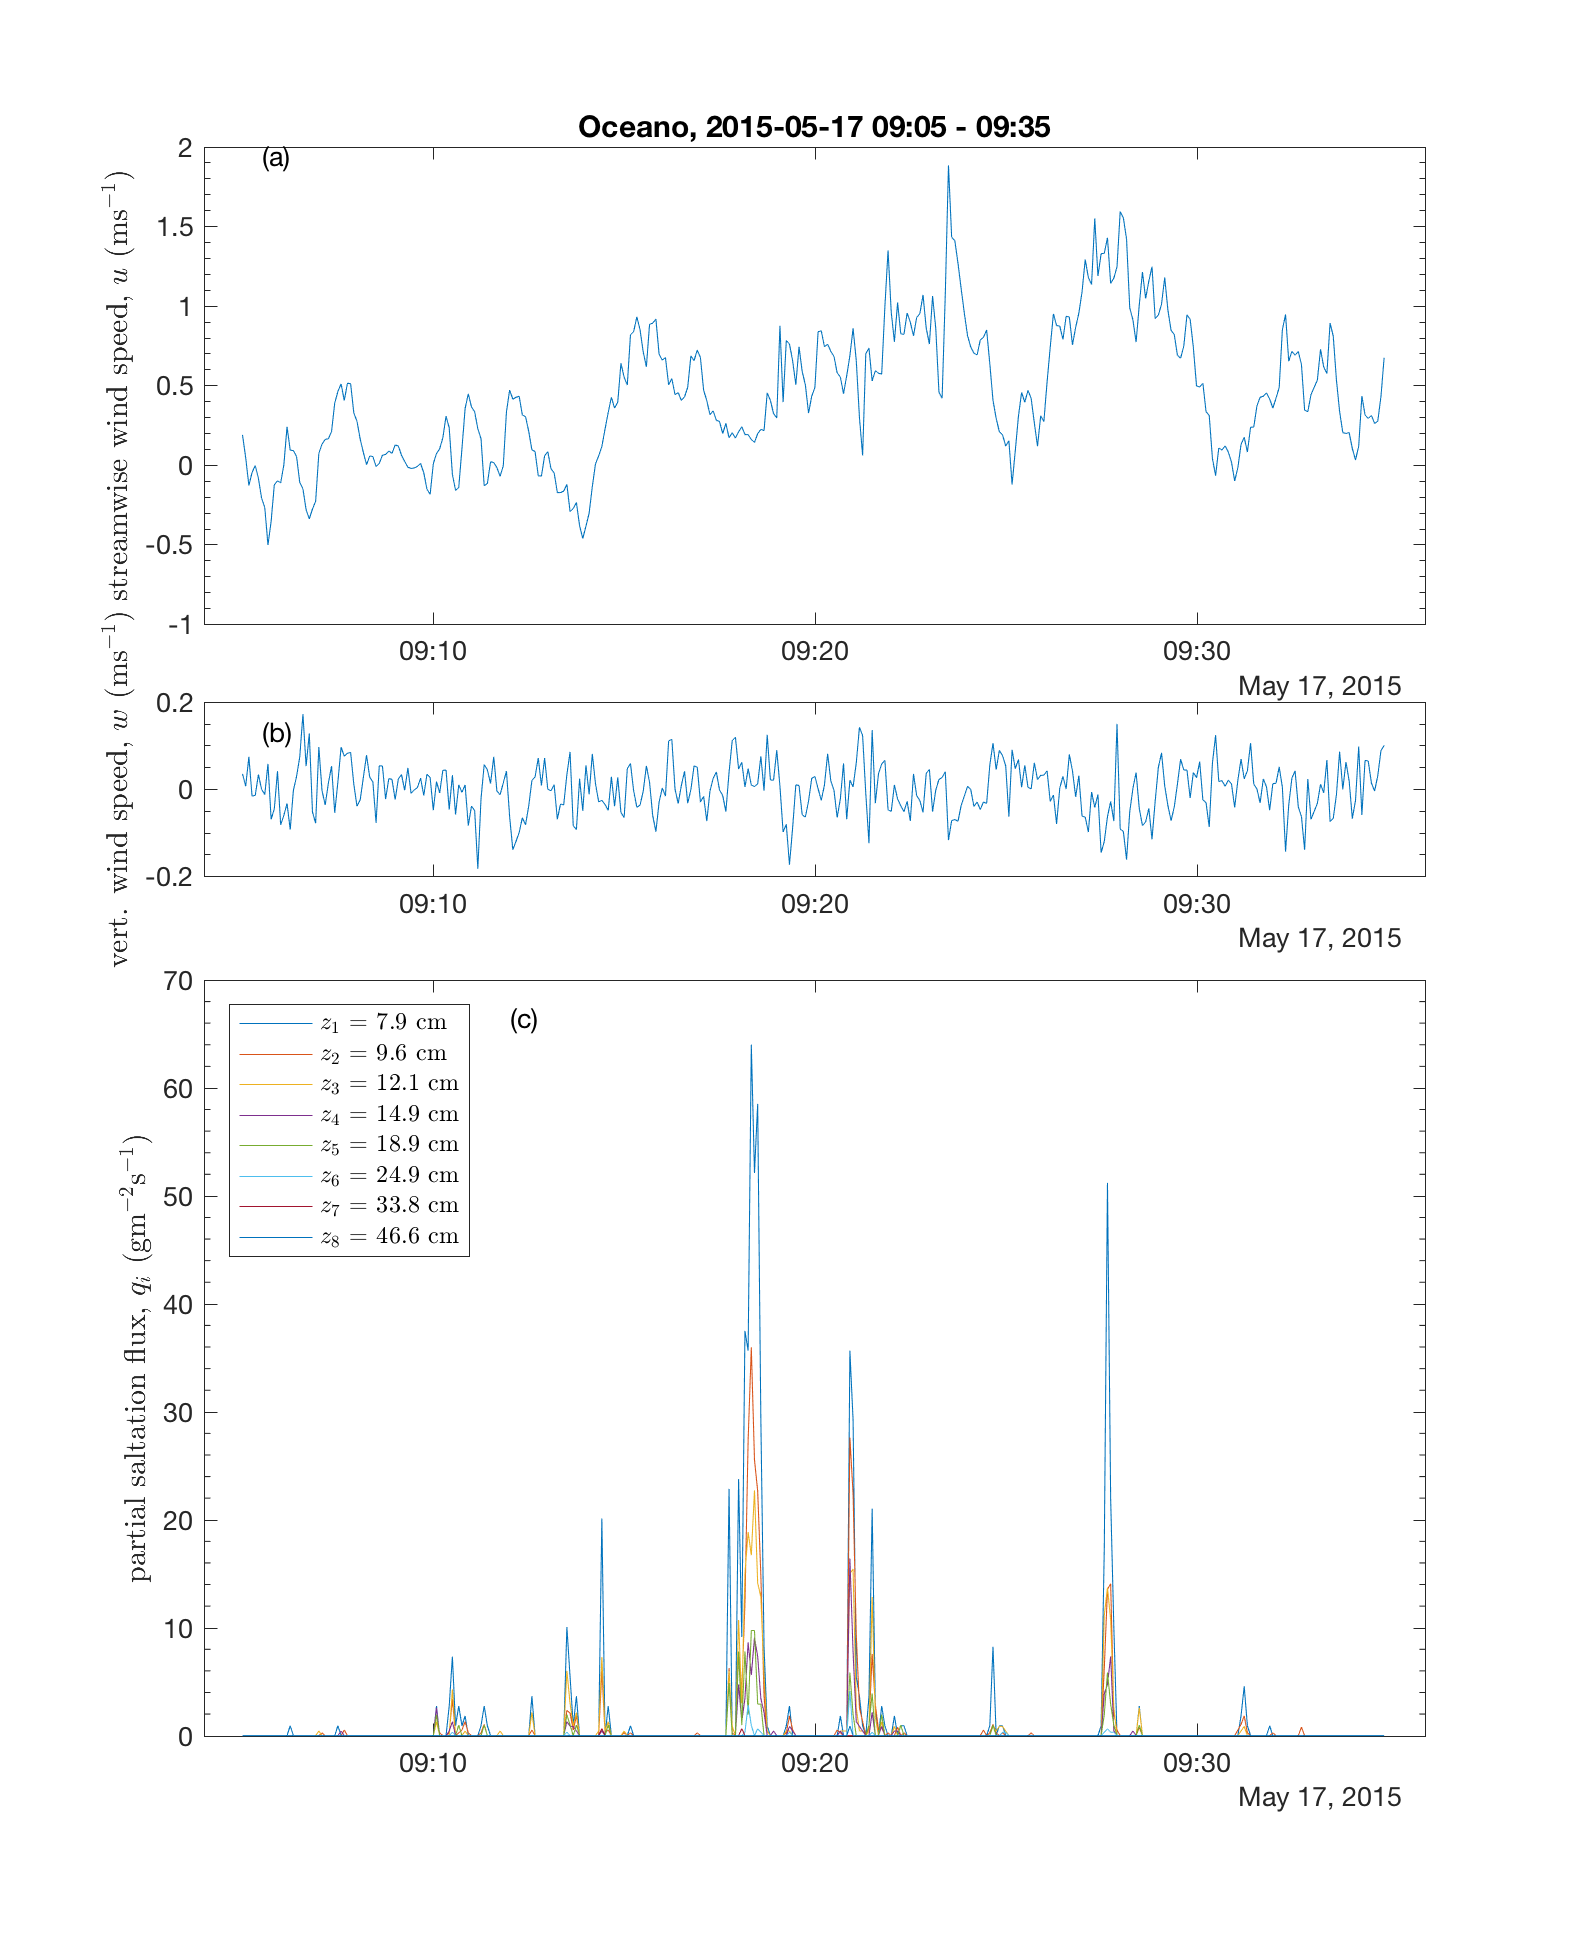 Oceano, 2015-05-17 09:05 - 09:35
(a)
streamwise wind speed, u (ms⁻¹)
2
1.5
1
0.5
0
-0.5
-1
09:10 09:20 09:30
May 17, 2015
(b)
vert. wind speed, w (ms⁻¹)
0.2
0
-0.2
09:10 09:20 09:30
May 17, 2015
(c)
partial saltation flux, qᵢ (gm⁻²s⁻¹)
70
60
50
40
30
20
10
0
z₁ = 7.9 cm
z₂ = 9.6 cm
z₃ = 12.1 cm
z₄ = 14.9 cm
z₅ = 18.9 cm
z₆ = 24.9 cm
z₇ = 33.8 cm
z₈ = 46.6 cm
09:10 09:20 09:30
May 17, 2015